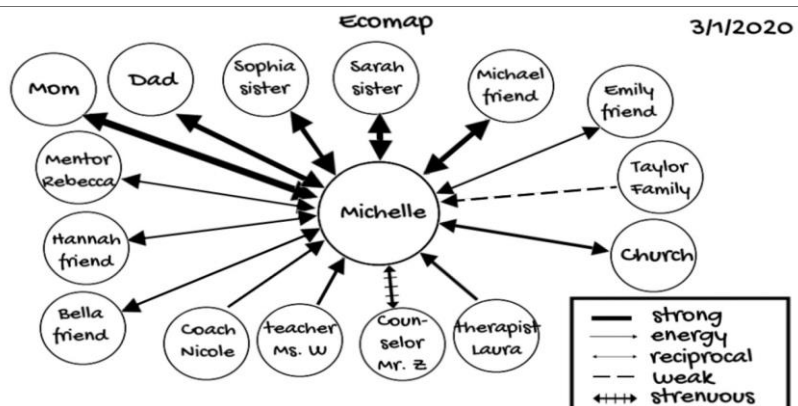 Ecomap
3/1/2020
Mom
Dad
Sophia
sister
Sarah
sister
Michael
friend
Emily
friend
Mentor
Rebecca
Taylor
Family
Michelle
Hannah
friend
Church
Bella
friend
Coach
Nicole
teacher
Ms. W
Coun-
selor
Mr. Z
therapist
Laura
strong
energy
reciprocal
weak
strenuous